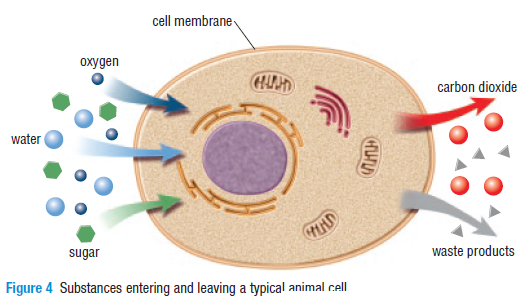 cell membrane
oxygen
carbon dioxide
water
sugar
waste products
Figure 4 Substances entering and leaving a typical animal cell